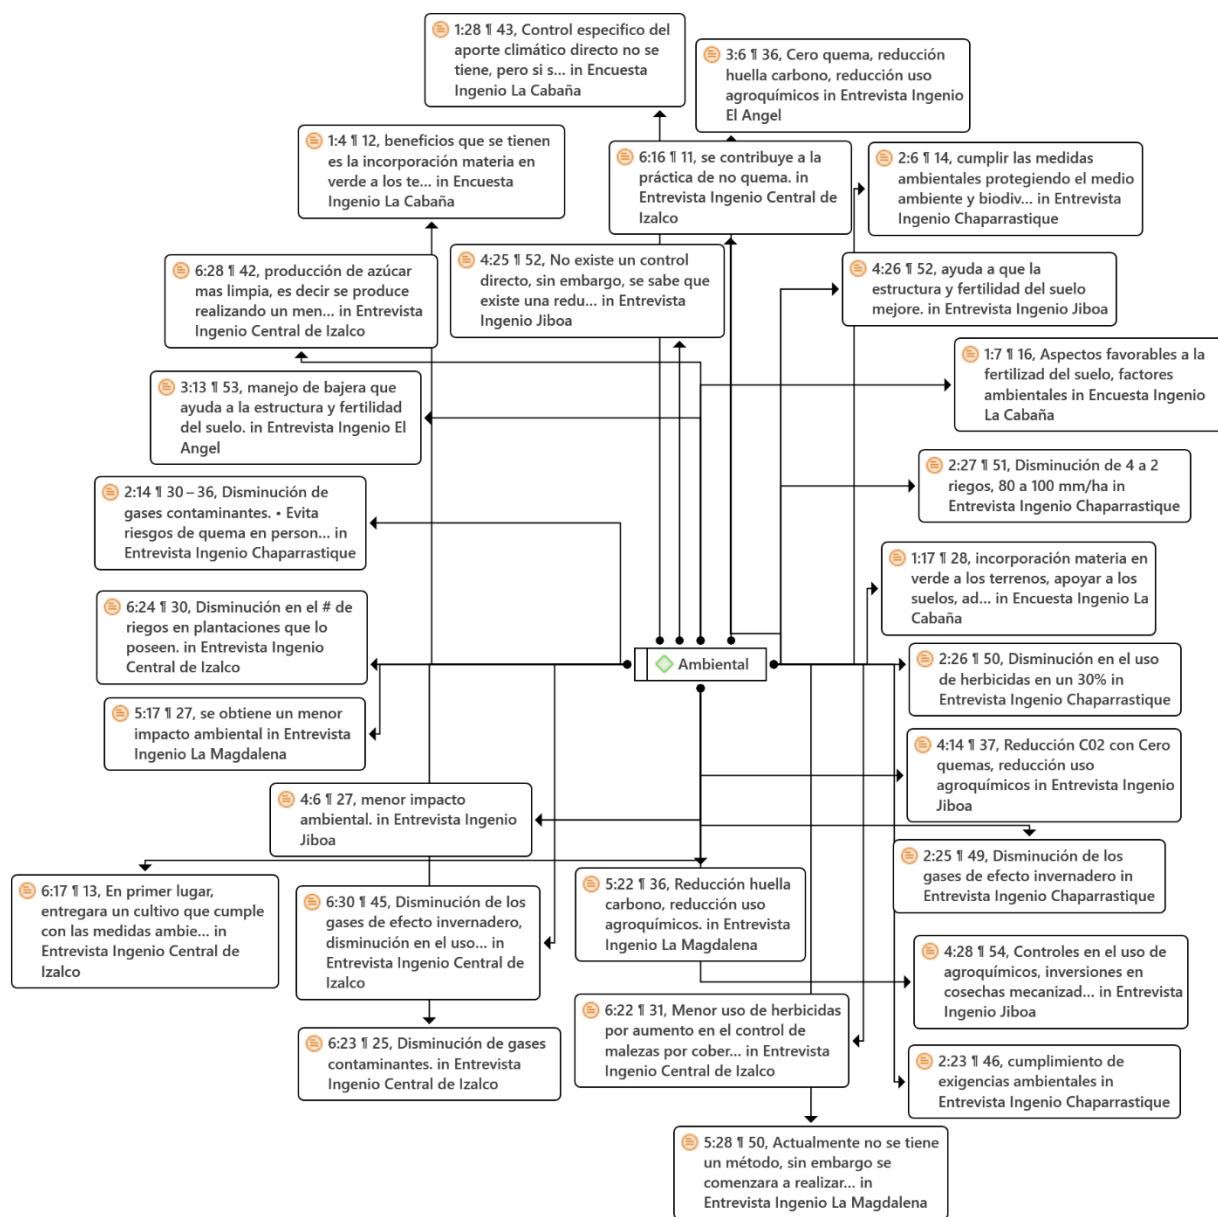 1:28 ¶ 43, Control especifico del
aporte climático directo no se
tiene, pero si s... in Encuesta
Ingenio La Cabaña
3:6 ¶ 36, Cero quema, reducción
huella carbono, reducción uso
agroquímicos in Entrevista Ingenio
El Angel
1:4 ¶ 12, beneficios que se tienen
es la incorporación materia en
verde a los te... in Encuesta
Ingenio La Cabaña
6:16 ¶ 11, se contribuye a la
práctica de no quema. in
Entrevista Ingenio Central de
Izalco
2:6 ¶ 14, cumplir las medidas
ambientales protegiendo el medio
ambiente y biodiv... in Entrevista
Ingenio Chaparrastique
6:28 ¶ 42, producción de azúcar
mas limpia, es decir se produce
realizando un men... in Entrevista
Ingenio Central de Izalco
4:25 ¶ 52, No existe un control
directo, sin embargo, se sabe que
existe una redu... in Entrevista
Ingenio Jiboa
4:26 ¶ 52, ayuda a que la
estructura y fertilidad del suelo
mejore. in Entrevista Ingenio Jiboa
1:7 ¶ 16, Aspectos favorables a la
fertilizad del suelo, factores
ambientales in Encuesta Ingenio
La Cabaña
3:13 ¶ 53, manejo de bajera que
ayuda a la estructura y fertilidad
del suelo. in Entrevista Ingenio El
Angel
2:27 ¶ 51, Disminución de 4 a 2
riegos, 80 a 100 mm/ha in
Entrevista Ingenio Chaparrastique
2:14 ¶ 30 – 36, Disminución de
gases contaminantes. • Evita
riesgos de quema en person... in
Entrevista Ingenio Chaparrastique
1:17 ¶ 28, incorporación materia en
verde a los terrenos, apoyar a los
suelos, ad... in Encuesta Ingenio La
Cabaña
6:24 ¶ 30, Disminución en el # de
riegos en plantaciones que lo
poseen. in Entrevista Ingenio
Central de Izalco
Ambiental
2:26 ¶ 50, Disminución en el uso
de herbicidas en un 30% in
Entrevista Ingenio Chaparrastique
5:17 ¶ 27, se obtiene un menor
impacto ambiental in Entrevista
Ingenio La Magdalena
4:14 ¶ 37, Reducción C02 con Cero
quemas, reducción uso
agroquímicos in Entrevista Ingenio
Jiboa
4:6 ¶ 27, menor impacto
ambiental. in Entrevista Ingenio
Jiboa
2:25 ¶ 49, Disminución de los
gases de efecto invernadero in
Entrevista Ingenio Chaparrastique
6:17 ¶ 13, En primer lugar,
entregara un cultivo que cumple
con las medidas ambie... in
Entrevista Ingenio Central de
Izalco
6:30 ¶ 45, Disminución de los
gases de efecto invernadero,
disminución en el uso... in
Entrevista Ingenio Central de
Izalco
5:22 ¶ 36, Reducción huella
carbono, reducción uso
agroquímicos. in Entrevista
Ingenio La Magdalena
4:28 ¶ 54, Controles en el uso de
agroquímicos, inversiones en
cosechas mecanizad... in Entrevista
Ingenio Jiboa
6:23 ¶ 25, Disminución de gases
contaminantes. in Entrevista
Ingenio Central de Izalco
6:22 ¶ 31, Menor uso de herbicidas
por aumento en el control de
malezas por cober... in Entrevista
Ingenio Central de Izalco
2:23 ¶ 46, cumplimiento de
exigencias ambientales in
Entrevista Ingenio Chaparrastique
5:28 ¶ 50, Actualmente no se tiene
un método, sin embargo se
comenzara a realizar... in
Entrevista Ingenio La Magdalena